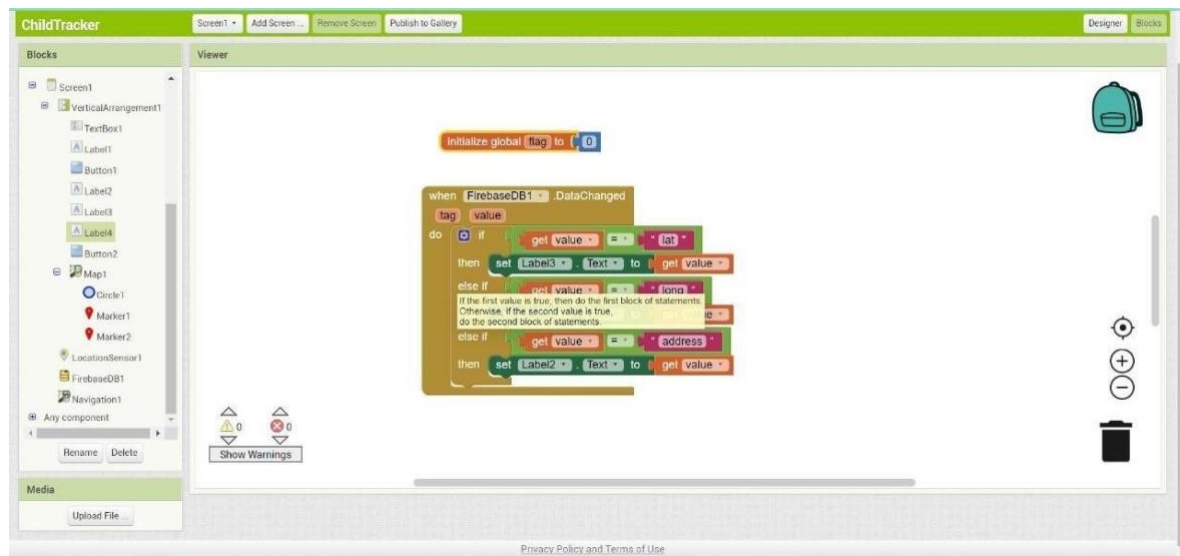 ChildTracker Screen1 Add Screen ... Remove Screen Publish to Gallery Designer Blocks
Blocks
Viewer
Screen1
VerticalArrangement1
TextBox1
Label1
Button1
Label2
Label3
Label4
Button2
Map1
Circle1
Marker1
Marker2
LocationSensor1
FirebaseDB1
Navigation1
Any component
Rename Delete
Media
Upload File ...
initialize global flag to 0
when FirebaseDB1 .DataChanged
tag value
do if get value = " lat "
then set Label3 . Text to get value
else if get value = " long "
If the first value is true, then do the first block of statements.
Otherwise, if the second value is true,
do the second block of statements.
else if get value = " address "
then set Label2 . Text to get value
0 0
Show Warnings
Privacy Policy and Terms of Use